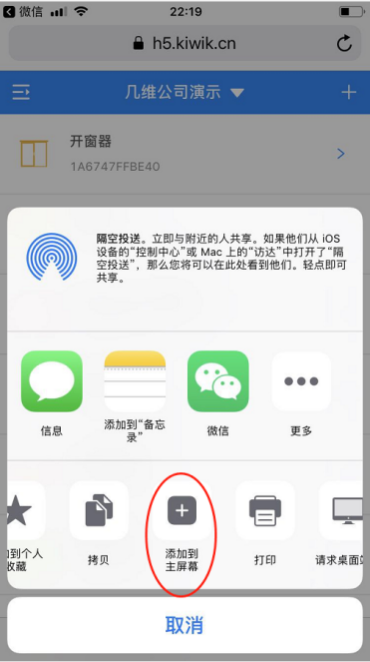 微信 22:19
h5.kiwik.cn
几维公司演示
开窗器
1A6747FFBE40
隔空投送。立即与附近的人共享。如果他们从 iOS
设备的“控制中心”或 Mac 上的“访达”中打开了“隔
空投送”，那么您将可以在此处看到他们。轻点即可
共享。
信息 添加到“备忘 微信 更多
录”
到个人 拷贝 添加到 打印 请求桌面
收藏 主屏幕
取消